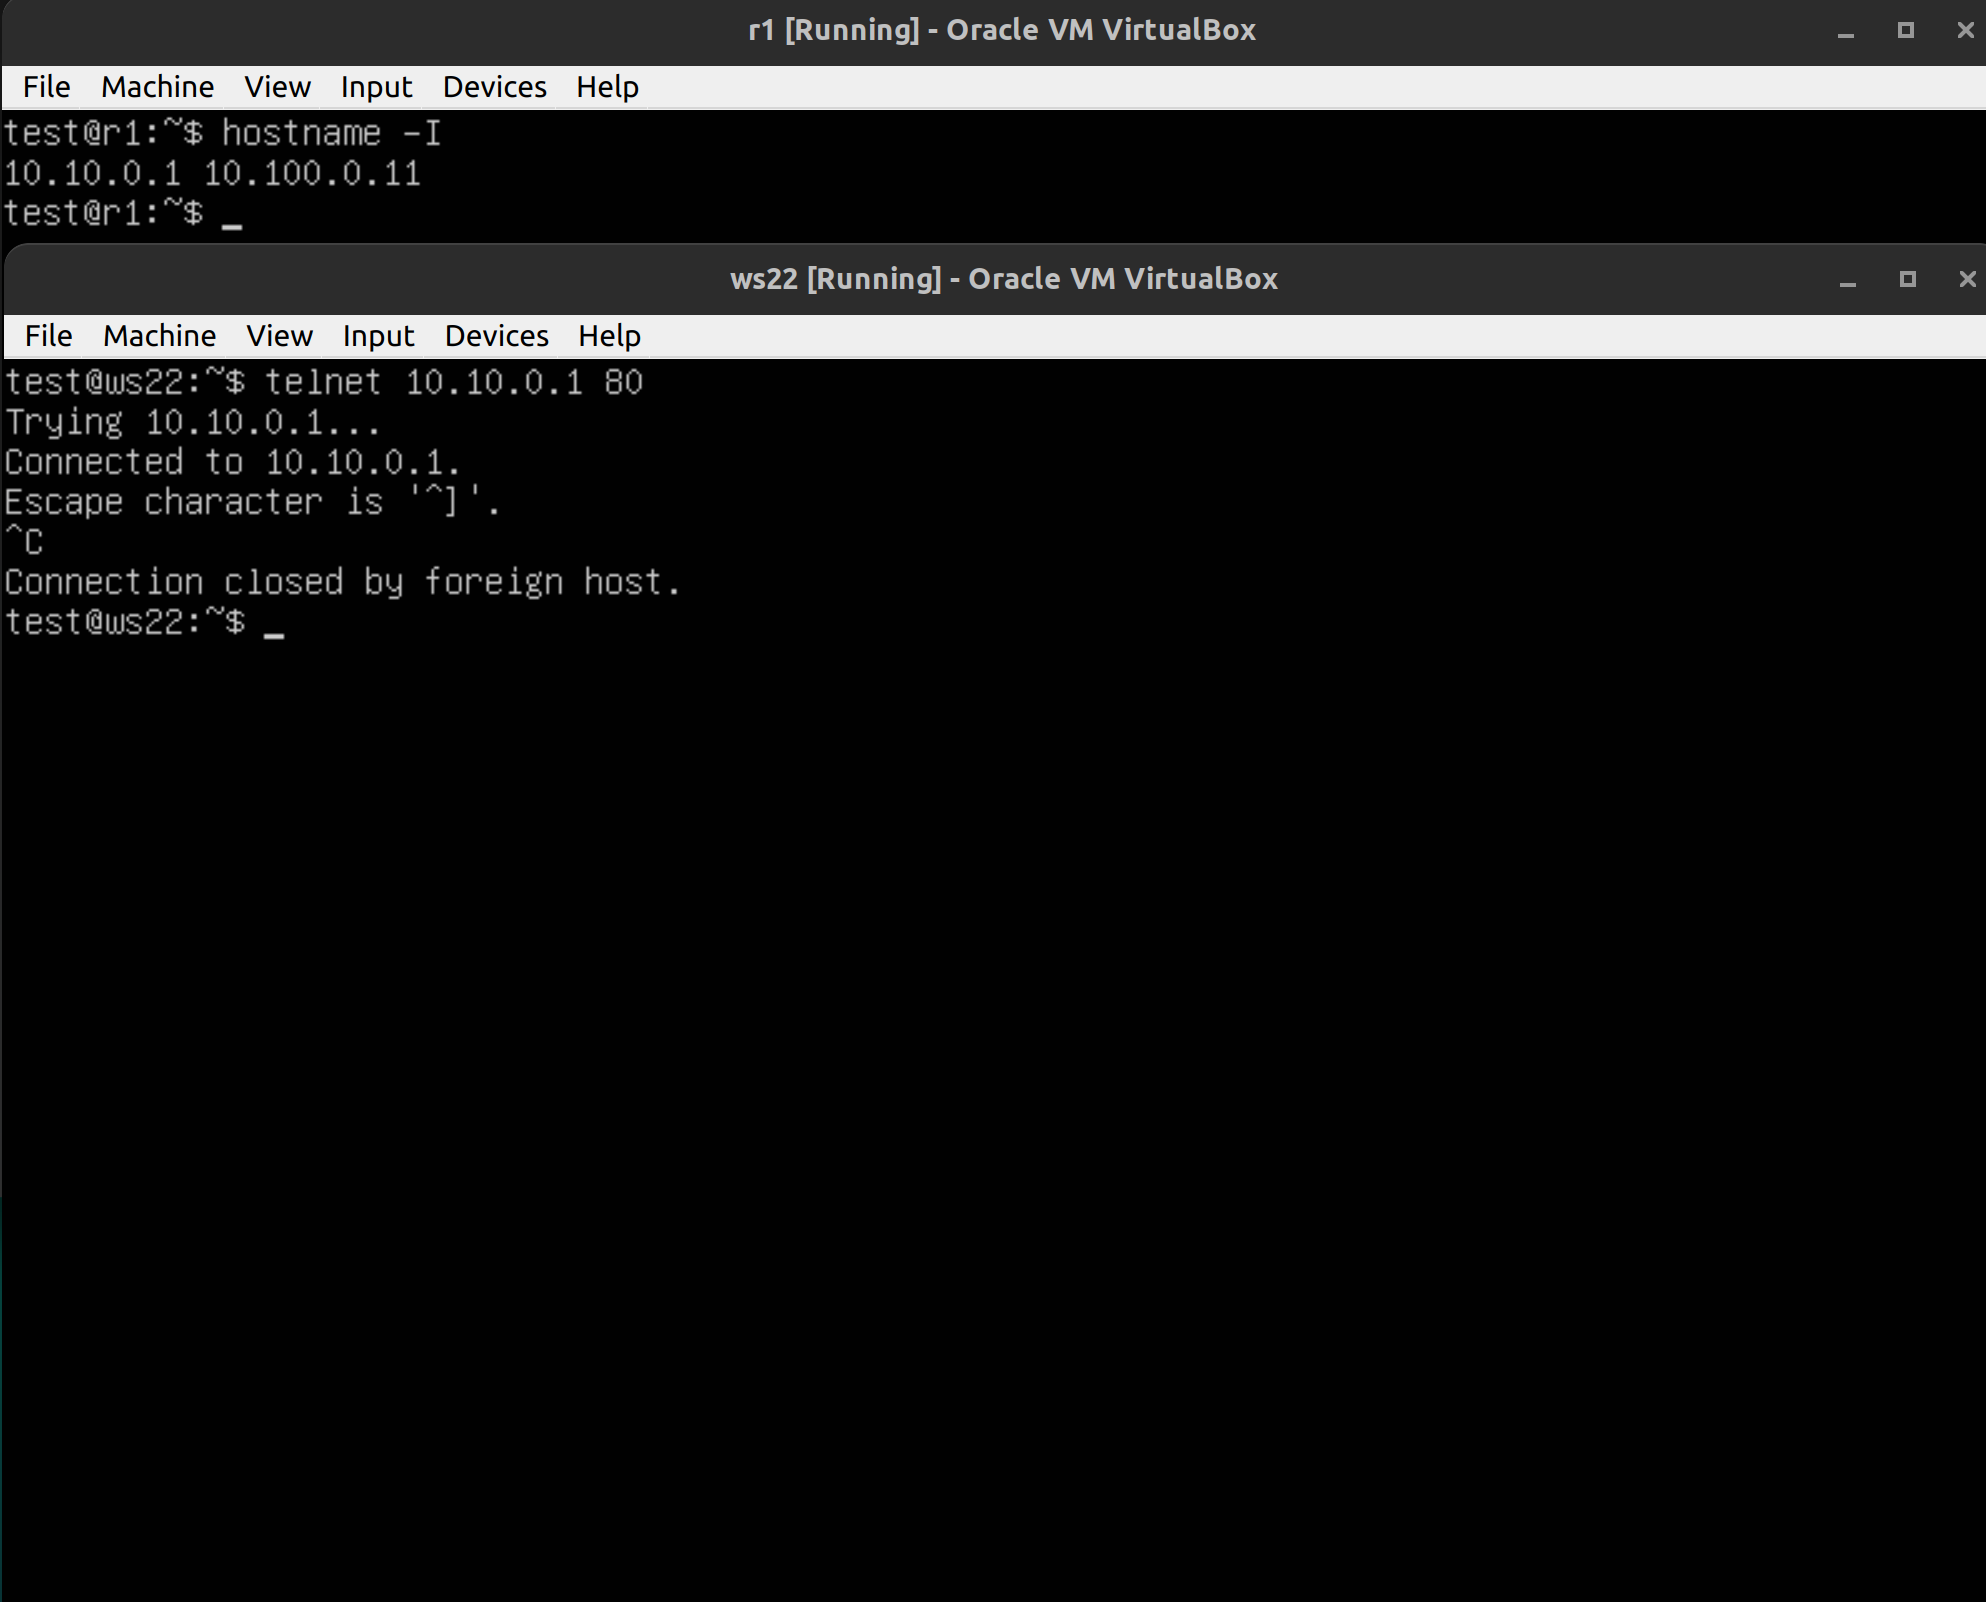 r1 [Running] - Oracle VM VirtualBox
File Machine View Input Devices Help
test@r1:~$ hostname -I
10.10.0.1 10.100.0.11
test@r1:~$ _
ws22 [Running] - Oracle VM VirtualBox
File Machine View Input Devices Help
test@ws22:~$ telnet 10.10.0.1 80
Trying 10.10.0.1...
Connected to 10.10.0.1.
Escape character is '^]'.
^C
Connection closed by foreign host.
test@ws22:~$ _